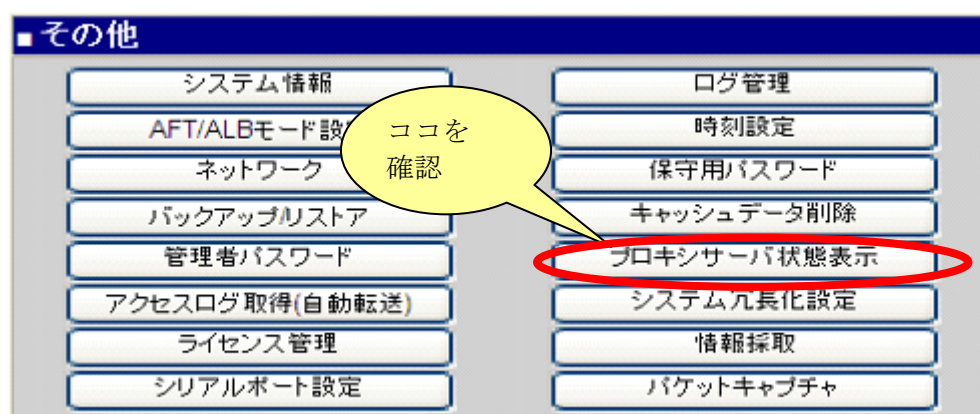 ■その他
システム情報
ログ管理
AFT/ALBモード設
時刻設定
ココを
確認
ネットワーク
保守用パスワード
バックアップ/リストア
キャッシュデータ削除
管理者パスワード
プロキシサーバ状態表示
アクセスログ取得(自動転送)
システム冗長化設定
ライセンス管理
情報採取
シリアルポート設定
パケットキャプチャ